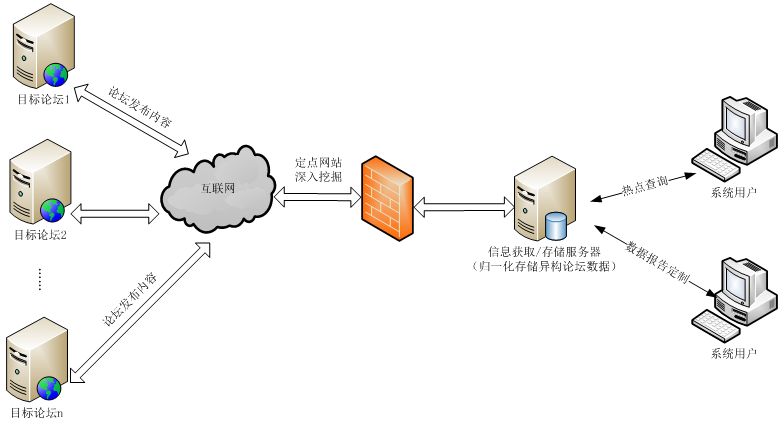 目标论坛1
论坛发布内容
目标论坛2
......
论坛发布内容
目标论坛n
互联网
定点网站
深入挖掘
信息获取/存储服务器
（归一化存储异构论坛数据）
热点查询
系统用户
数据报告定制
系统用户